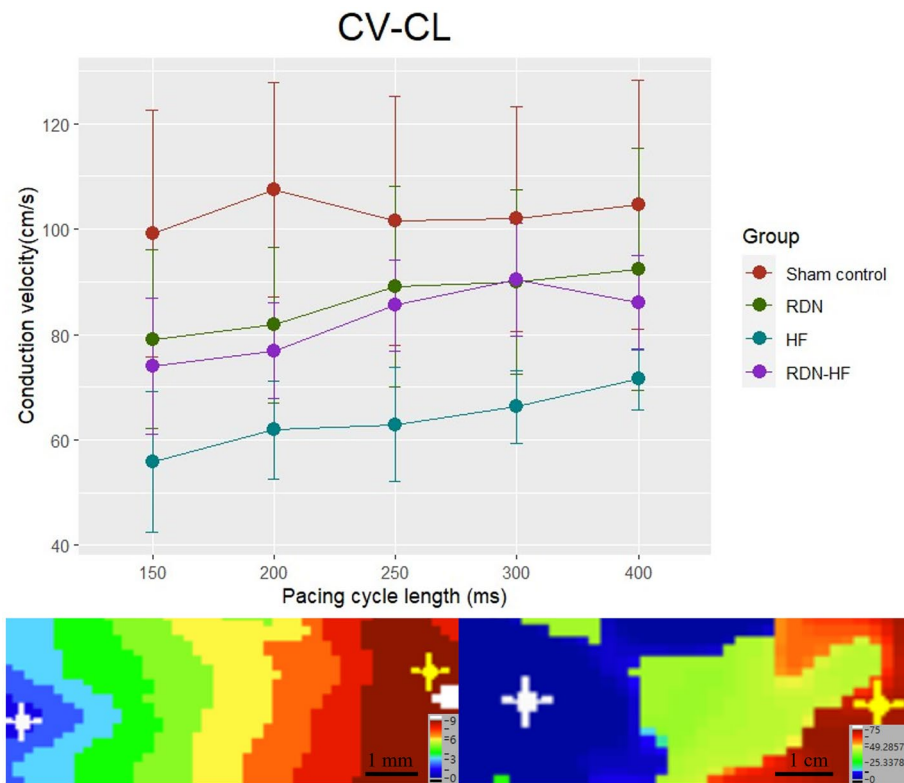 CV-CL
Conduction velocity(cm/s)
120
100
80
60
40
150 200 250 300 400
Pacing cycle length (ms)
Group
Sham control
RDN
HF
RDN-HF
9
6
3
0
1 mm
75
49.2857
25.3378
0
1 cm